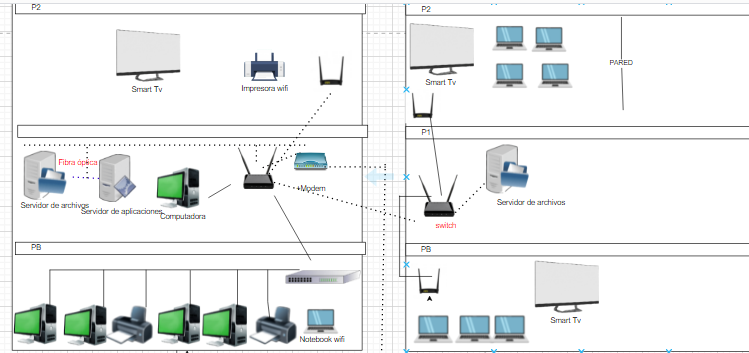 P2
Smart Tv
Impresora wifi
Fibra óptica
Servidor de archivos
Servidor de aplicaciones
Computadora
Modem
PB
Notebook wifi
P2
Smart Tv
PARED
P1
Servidor de archivos
switch
PB
Smart Tv